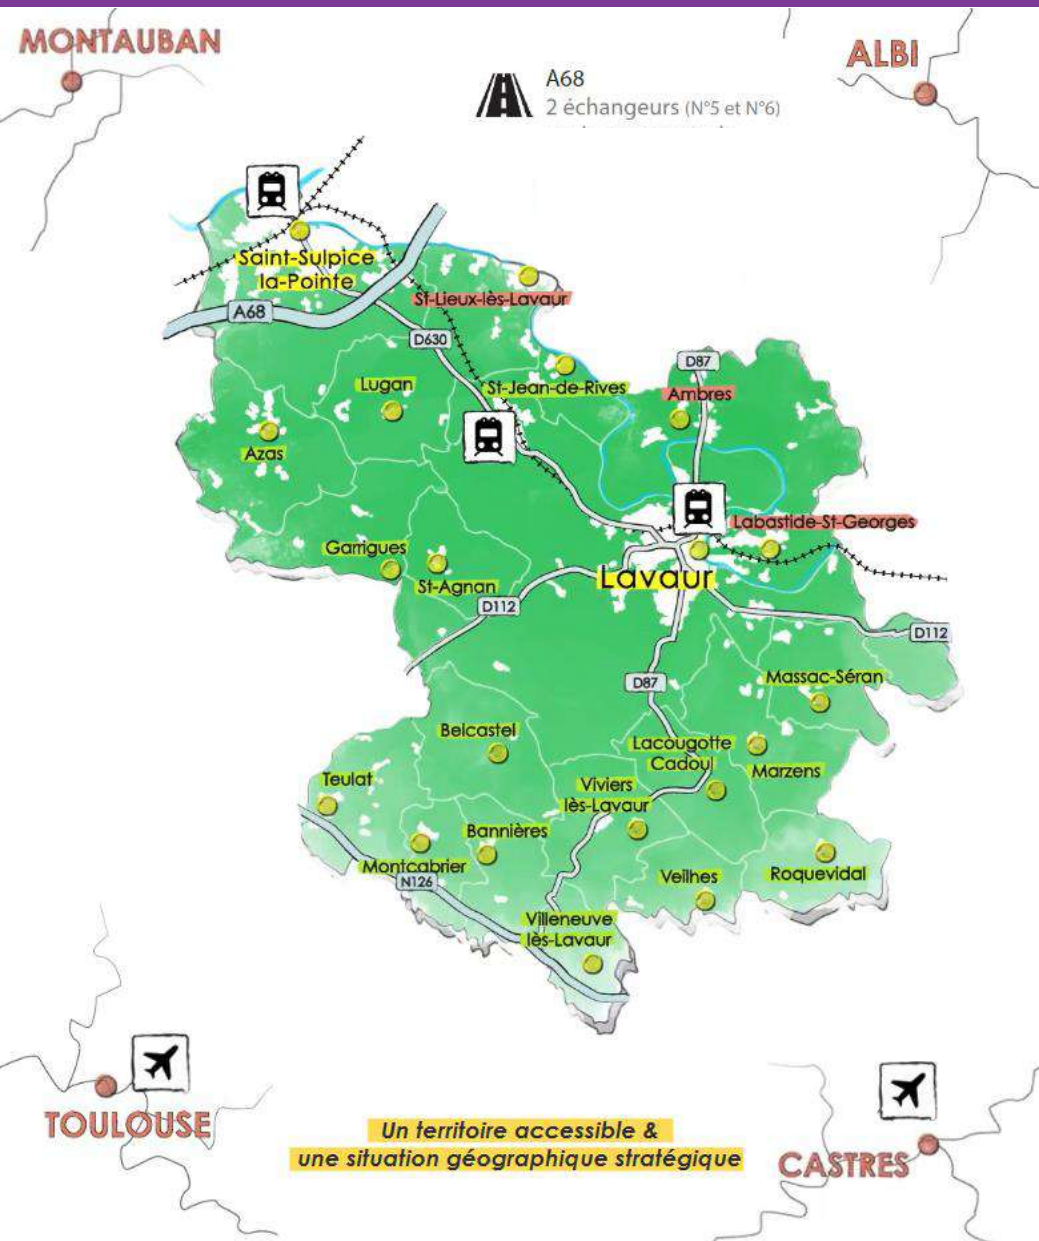 MONTAUBAN
ALBI
A68
2 échangeurs (N°5 et N°6)
Saint-Sulpice
la-Pointe
St-Lieux-lès-Lavaur
A68
D630
D87
Lugan
St-Jean-de-Rives
Ambres
Azas
Labastide-St-Georges
Garrigues
St-Agnan
Lavaur
D112
D112
Massac-Séran
D87
Belcastel
Lacougotte
Cadoul
Marzens
Teulat
Viviers
lès-Lavaur
Bannières
Montcabrier
N126
Veilhes
Roquevidal
Villeneuve
lès-Lavaur
TOULOUSE
CASTRES
Un territoire accessible &
une situation géographique stratégique